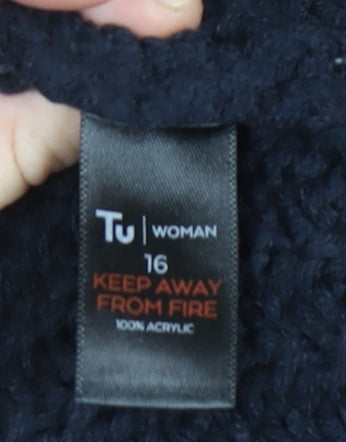 Tu | WOMAN
16
KEEP AWAY
FROM FIRE
100% ACRYLIC